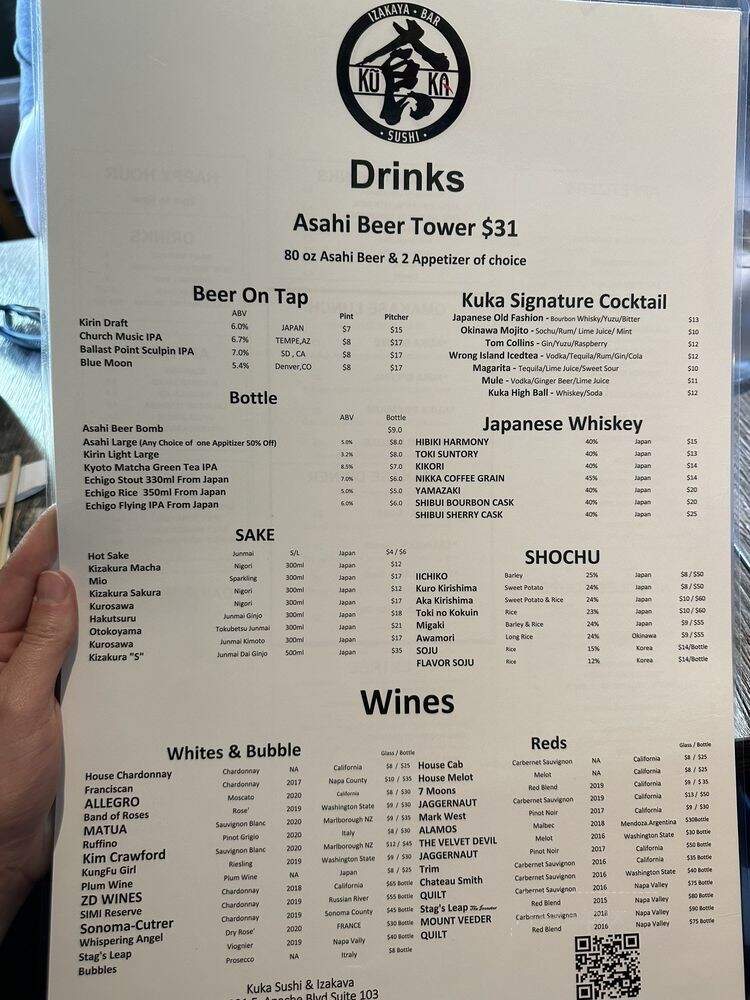 IZAKAYA · BAR
食
KŪ KA
· SUSHI ·
Drinks
Asahi Beer Tower $31
80 oz Asahi Beer & 2 Appetizer of choice
Beer On Tap
ABV Pint Pitcher
Kirin Draft 6.0% JAPAN $7 $15
Church Music IPA 6.7% TEMPE,AZ $8 $17
Ballast Point Sculpin IPA 7.0% SD , CA $8 $17
Blue Moon 5.4% Denver,CO $8 $17
Kuka Signature Cocktail
Japanese Old Fashion - Bourbon Whisky/Yuzu/Bitter $13
Okinawa Mojito - Sochu/Rum/ Lime Juice/ Mint $10
Tom Collins - Gin/Yuzu/Raspberry $12
Wrong Island Icedtea - Vodka/Tequila/Rum/Gin/Cola $12
Magarita - Tequila/Lime Juice/Sweet Sour $10
Mule - Vodka/Ginger Beer/Lime Juice $11
Kuka High Ball - Whiskey/Soda $12
Bottle
ABV Bottle
Asahi Beer Bomb $9.0
Asahi Large (Any Choice of one Appitizer 50% Off) 5.0% $8.0
Kirin Light Large 3.2% $8.0
Kyoto Matcha Green Tea IPA 8.5% $7.0
Echigo Stout 330ml From Japan 7.0% $6.0
Echigo Rice 350ml From Japan 5.0% $5.0
Echigo Flying IPA From Japan 6.0% $6.0
Japanese Whiskey
HIBIKI HARMONY 40% Japan $15
TOKI SUNTORY 40% Japan $13
KIKORI 40% Japan $14
NIKKA COFFEE GRAIN 45% Japan $14
YAMAZAKI 40% Japan $20
SHIBUI BOURBON CASK 40% Japan $20
SHIBUI SHERRY CASK 40% Japan $25
SAKE
Hot Sake Junmai S/L Japan $4 / $6
Kizakura Macha Nigori 300ml Japan $12
Mio Sparkling 300ml Japan $17
Kizakura Sakura Nigori 300ml Japan $12
Kurosawa Nigori 300ml Japan $17
Hakutsuru Junmai Ginjo 300ml Japan $18
Otokoyama Tokubetsu Junmai 300ml Japan $21
Kurosawa Junmai Kimoto 300ml Japan $17
Kizakura "S" Junmai Dai Ginjo 500ml Japan $35
SHOCHU
IICHIKO Barley 25% Japan $8 / $50
Kuro Kirishima Sweet Potato 24% Japan $8 / $50
Aka Kirishima Sweet Potato & Rice 24% Japan $10 / $60
Toki no Kokuin Rice 23% Japan $10 / $60
Migaki Barley & Rice 24% Japan $9 / $55
Awamori Long Rice 24% Okinawa $9 / $55
SOJU Rice 15% Korea $14/Bottle
FLAVOR SOJU Rice 12% Korea $14/Bottle
Wines
Whites & Bubble
Glass / Bottle
House Chardonnay Chardonnay NA California $8 / $25
Franciscan Chardonnay 2017 Napa County $10 / $35
ALLEGRO Moscato 2020 California $8 / $30
Band of Roses Rose' 2020 Washington State $9 / $30
MATUA Sauvignon Blanc 2020 Marlborough NZ $9 / $35
Ruffino Pinot Grigio 2020 Italy $8 / $30
Kim Crawford Sauvignon Blanc 2020 Marlborough NZ $12 / $45
KungFu Girl Riesling 2019 Washington State $9 / $30
Plum Wine Plum Wine NA Japan $8 / $25
ZD WINES Chardonnay 2018 California $65 Bottle
SIMI Reserve Chardonnay 2019 Russian River $55 Bottle
Sonoma-Cutrer Chardonnay 2019 Sonoma County $45 Bottle
Whispering Angel Dry Rose' 2020 FRANCE $30 Bottle
Stag's Leap Viognier 2019 Napa Vally $40 Bottle
Bubbles Prosecco NA Itraly $8 Bottle
Reds
Glass / Bottle
House Cab Carbernet Sauvignon NA California $8 / $25
House Melot Melot NA California $8 / $25
7 Moons Red Blend 2019 California $9 / $35
JAGGERNAUT Carbernet Sauvignon 2019 California $13 / $50
Mark West Pinot Noir 2017 California $9 / $30
ALAMOS Malbec 2018 Mendoza.Argentina $30Bottle
THE VELVET DEVIL Melot 2016 Washington State $30 Bottle
JAGGERNAUT Pinot Noir 2017 California $50 Bottle
Trim Carbernet Sauvignon 2016 California $35 Bottle
Chateau Smith Carbernet Sauvignon 2016 Washington State $40 Bottle
QUILT Carbernet Sauvignon 2016 Napa Valley $75 Bottle
Stag's Leap The Investor Red Blend 2015 Napa Valley $80 Bottle
MOUNT VEEDER Carbernet Sauvignon 2018 Napa Valley $90 Bottle
QUILT Red Blend 2016 Napa Valley $75 Bottle
Kuka Sushi & Izakaya
E. Apache Blvd Suite 103